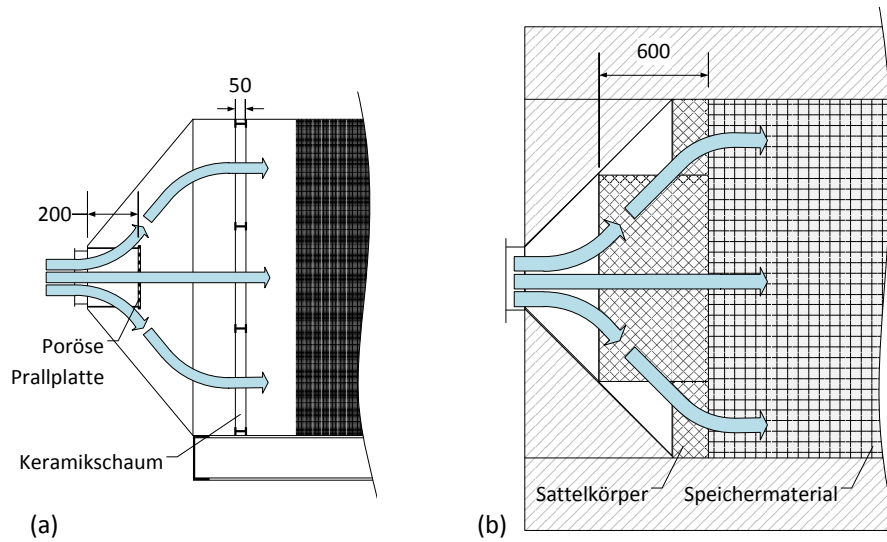 50
200
Poröse
Prallplatte
Keramikschaum
(a)
600
Sattelkörper
Speichermaterial
(b)